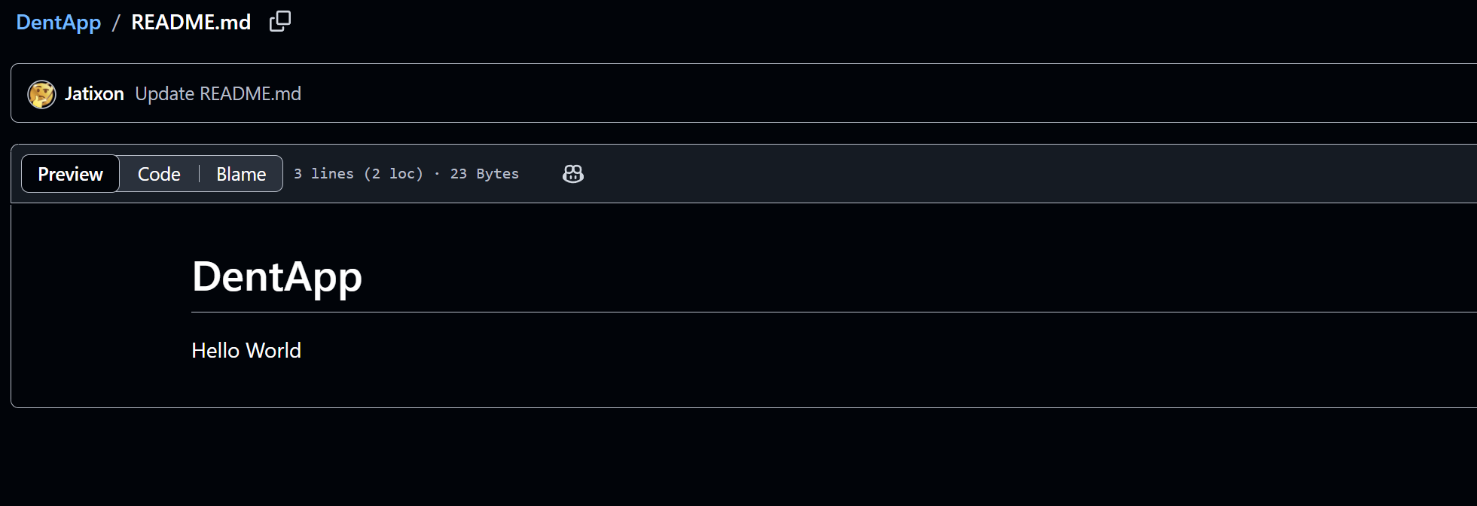 DentApp / README.md
Jatixon Update README.md
Preview Code Blame 3 lines (2 loc) · 23 Bytes
DentApp
Hello World